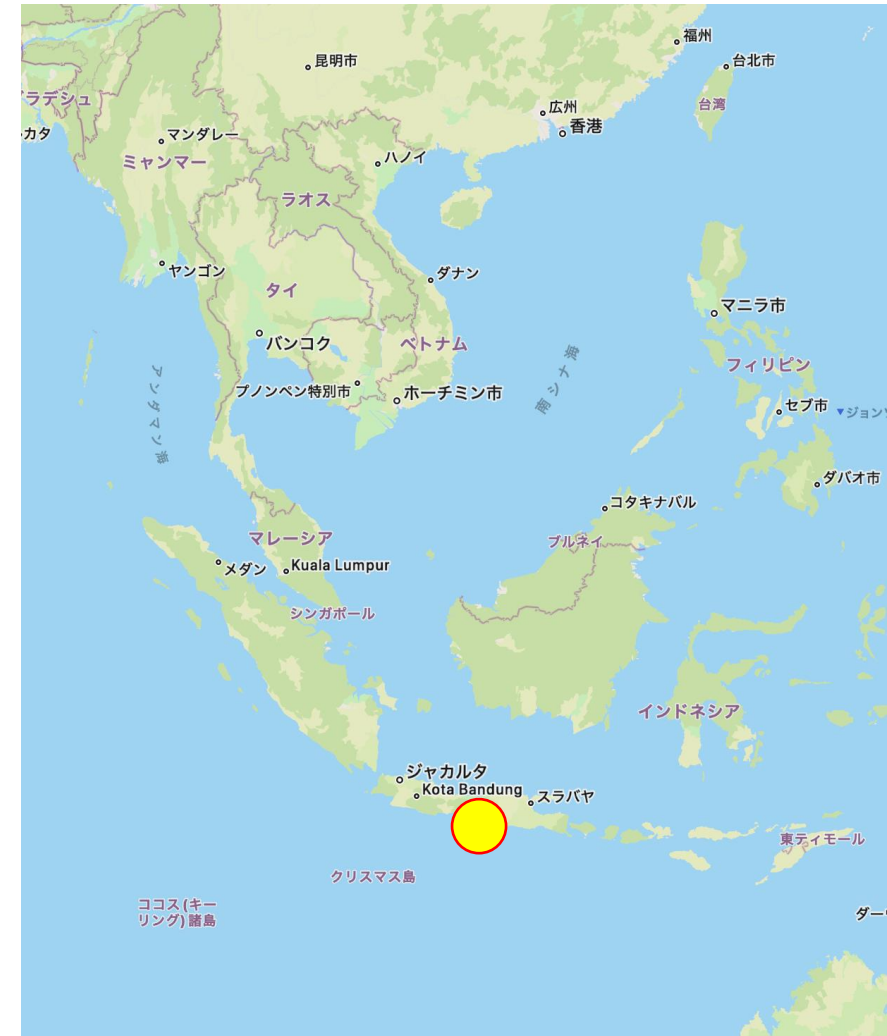 福州
昆明市
台北市
ラデシュ
広州
台湾
カタ
マンダレー
香港
ミャンマー
ハノイ
ラオス
ヤンゴン
ダナン
タイ
マニラ市
バンコク
ベトナム
南シナ海
フィリピン
アンダマン海
プノンペン特別市
ホーチミン市
セブ市
ジョン
ダバオ市
コタキナバル
マレーシア
ブルネイ
メダン
Kuala Lumpur
シンガポール
インドネシア
ジャカルタ
Kota Bandung
スラバヤ
東ティモール
クリスマス島
ココス (キー
リング) 諸島
ダー